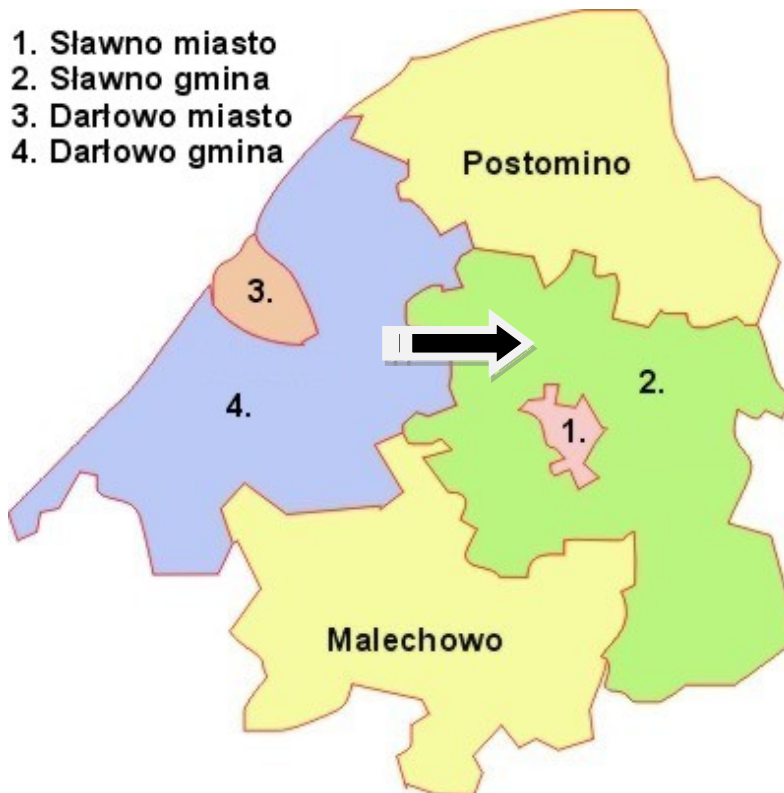 1. Sławno miasto
2. Sławno gmina
3. Darłowo miasto
4. Darłowo gmina
Postomino
3.
2.
4.
1.
Malechowo